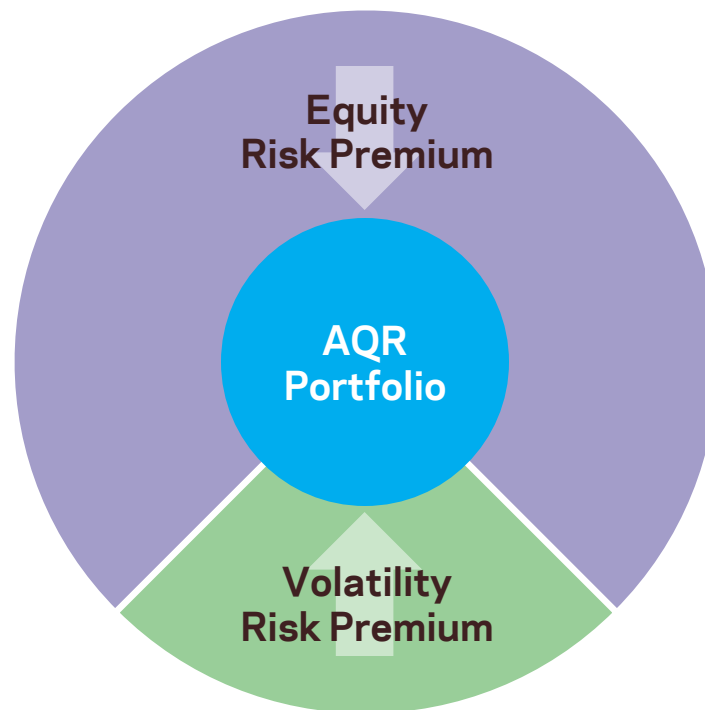 Equity
Risk Premium
AQR
Portfolio
Volatility
Risk Premium